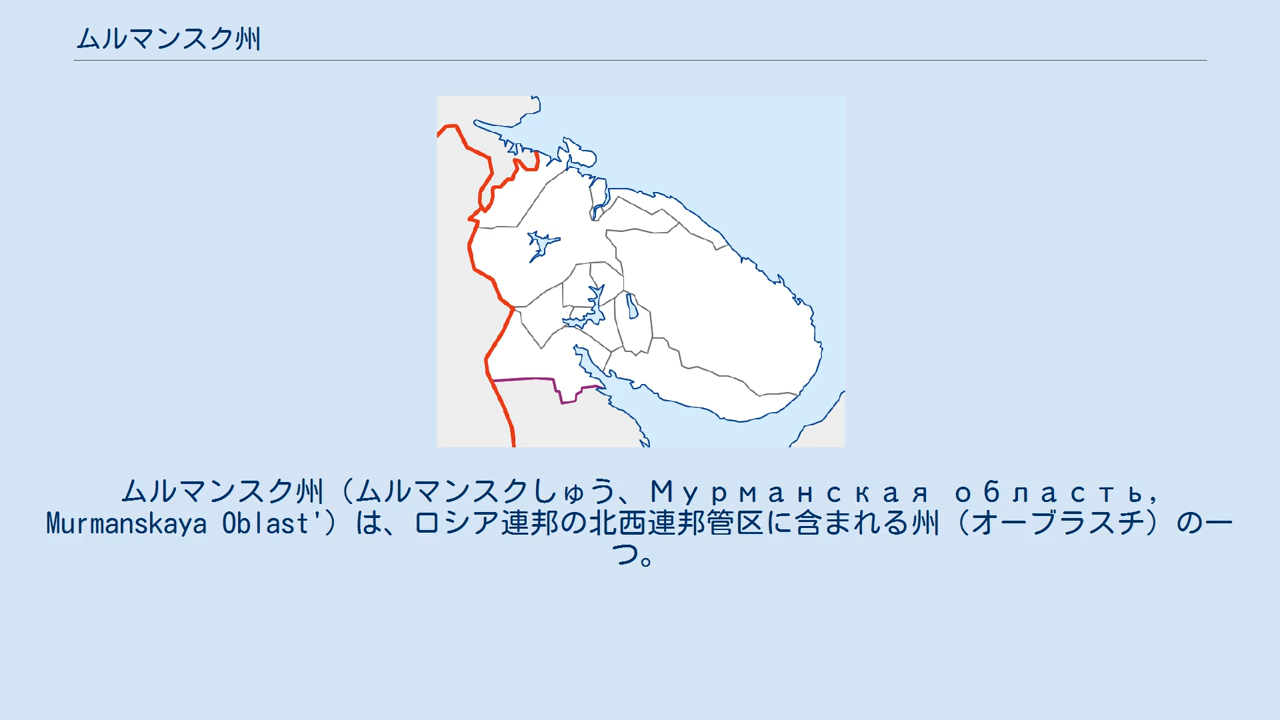 ムルマンスク州
ムルマンスク州（ムルマンスクしゅう、Мурманская область,
Murmanskaya Oblast'）は、ロシア連邦の北西連邦管区に含まれる州（オーブラスチ）の一
つ。